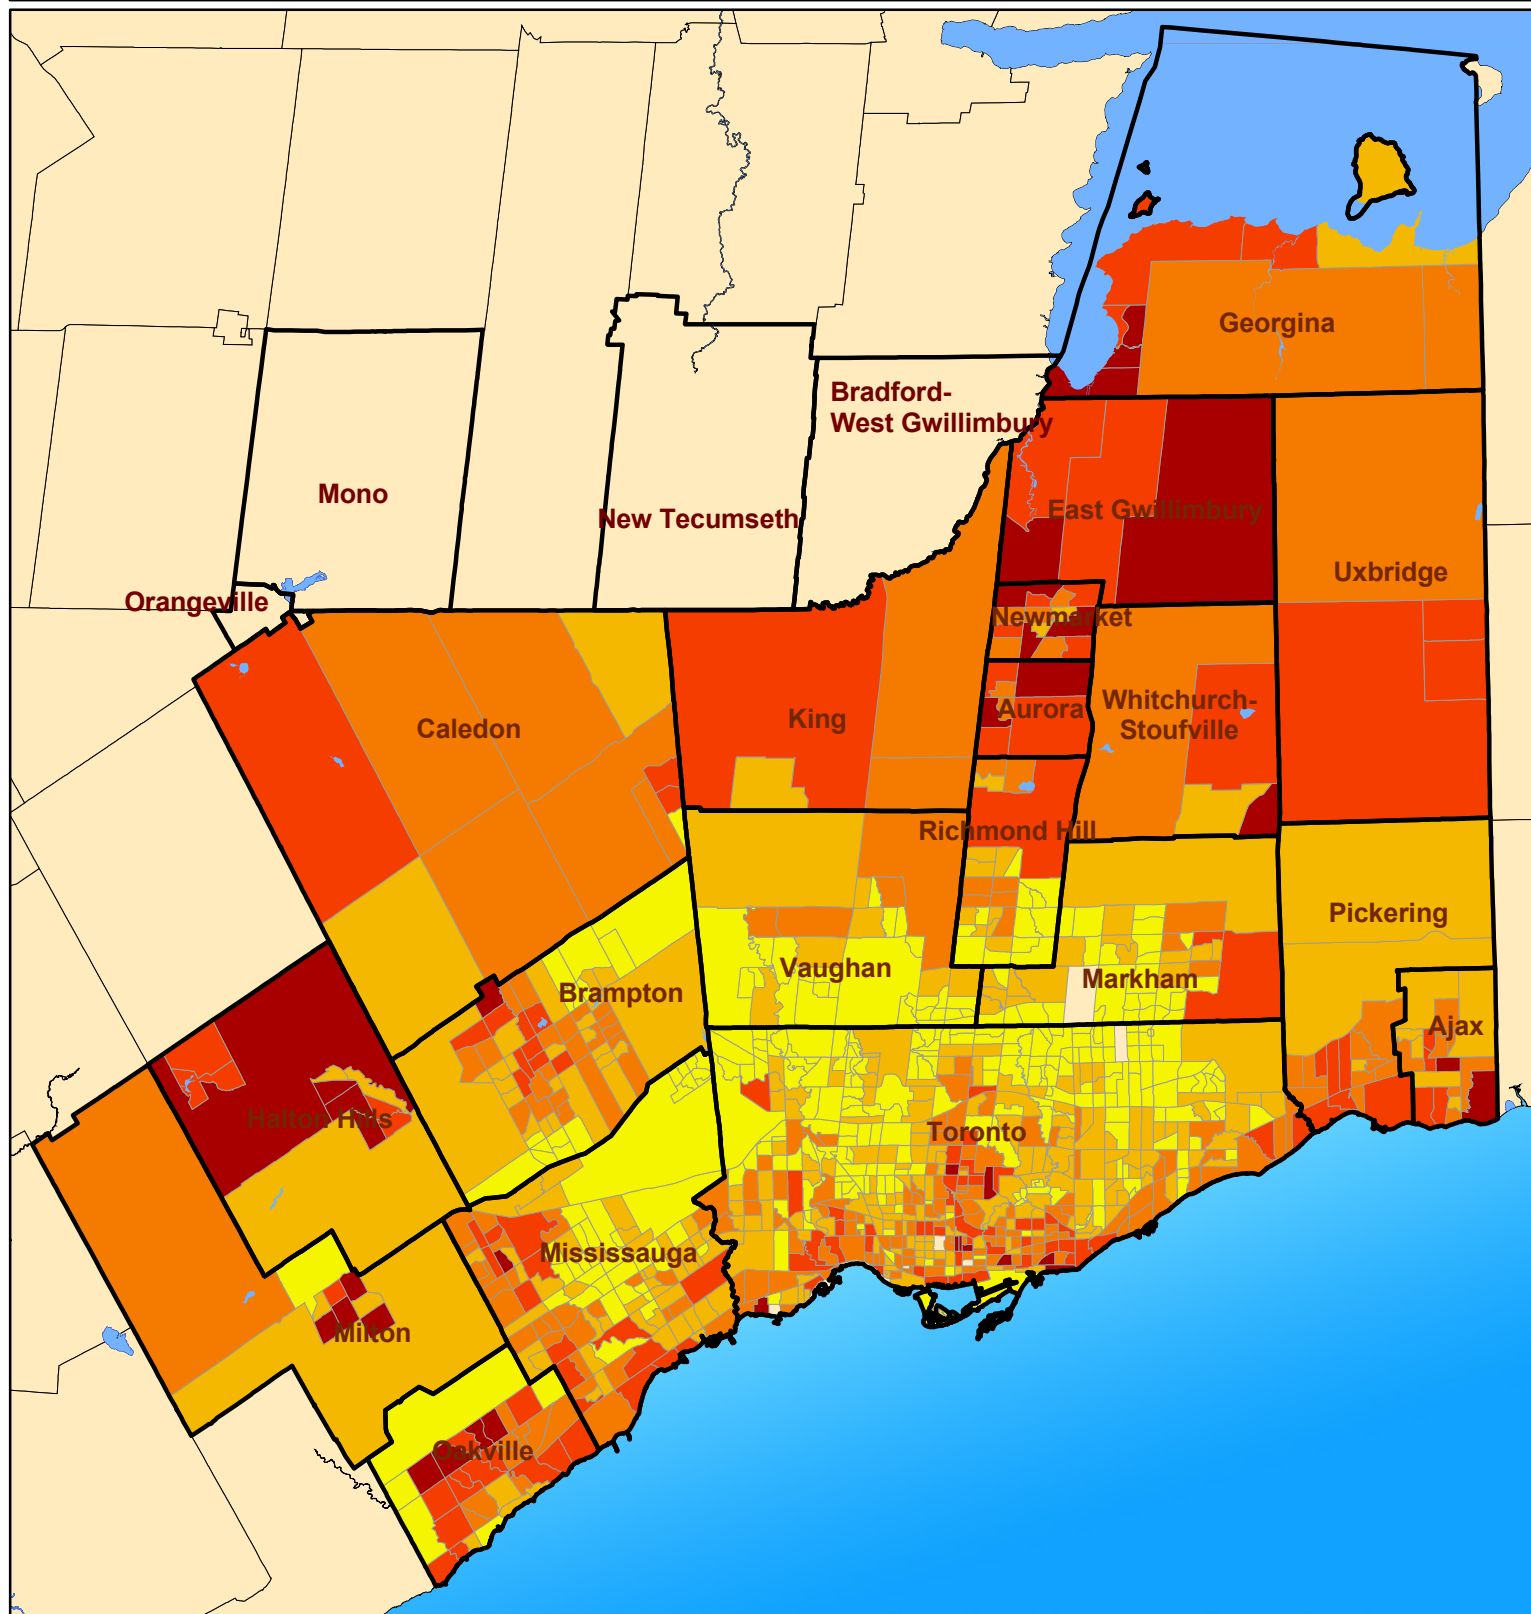 Georgina
Bradford-
West Gwillimbury
Mono
New Tecumseth
East Gwillimbury
Uxbridge
Orangeville
Newmarket
Caledon
King
Aurora
Whitchurch-
Stoufville
Richmond Hill
Pickering
Vaughan
Markham
Brampton
Ajax
Halton Hills
Toronto
Mississauga
Milton
Oakville